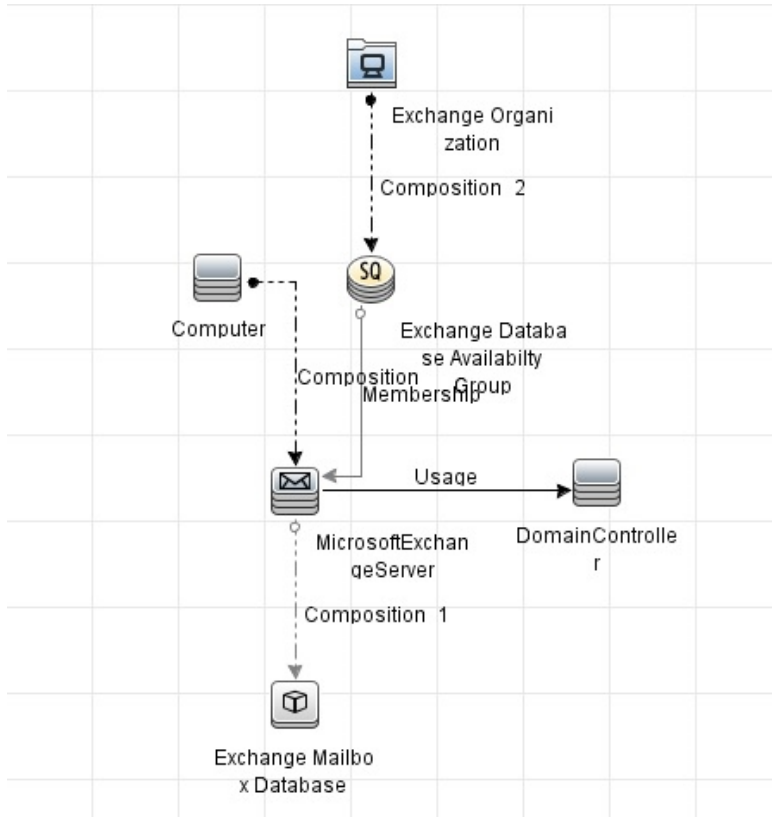 Exchange Organi
zation
Composition 2
SQ
Computer
Exchange Databa
se Availabilty
Group
Composition
Membership
Usage
MicrosoftExchan
geServer
DomainControlle
r
Composition 1
Exchange Mailbo
x Database